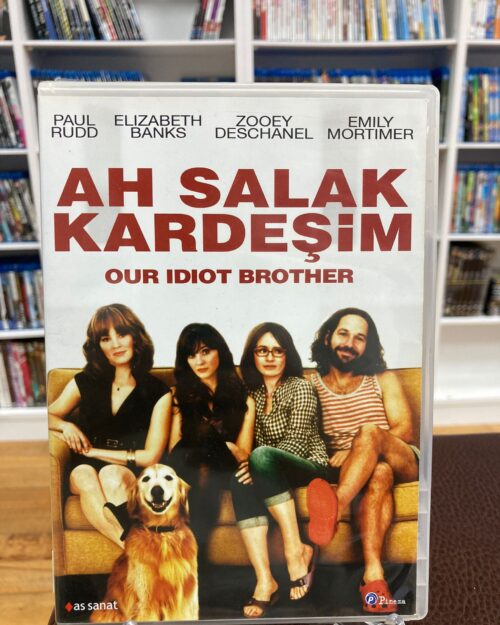 PAUL RUDD
ELIZABETH BANKS
ZOOEY DESCHANEL
EMILY MORTIMER
AH SALAK
KARDEŞİM
OUR IDIOT BROTHER
as sanat
Pinema